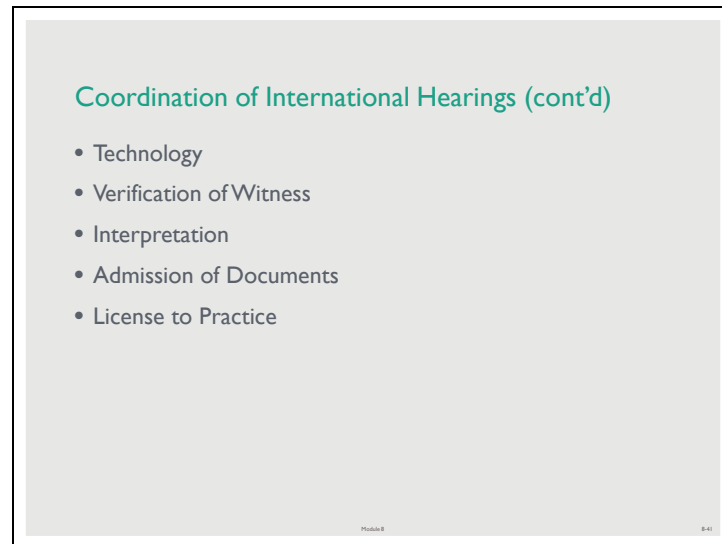 Coordination of International Hearings (cont’d)
• Technology
• Verification of Witness
• Interpretation
• Admission of Documents
• License to Practice
Module 8
8-41